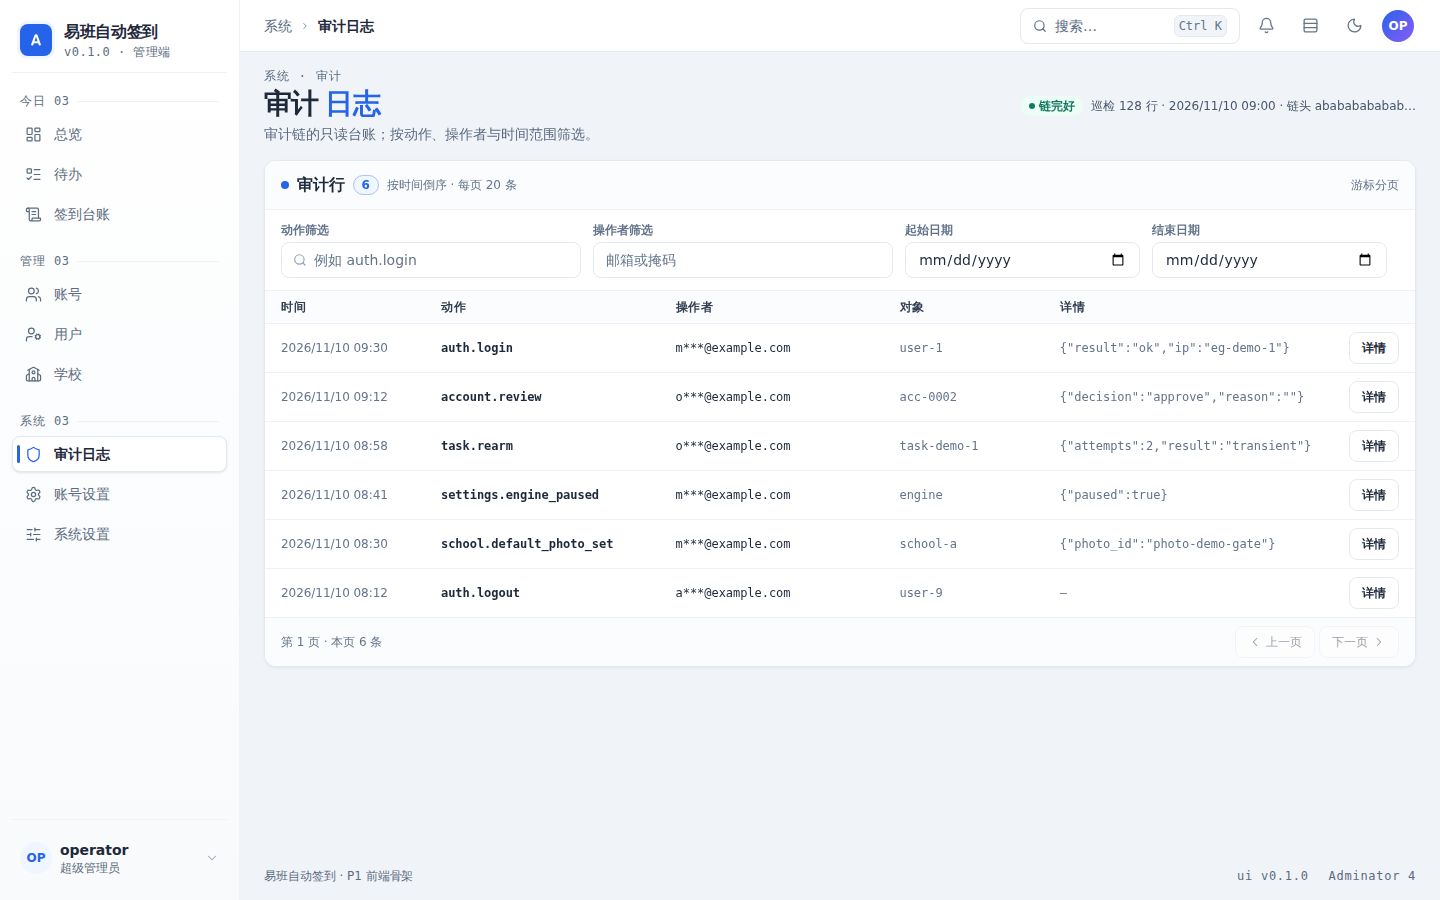 A
易班自动签到
v0.1.0 · 管理端
今日 03
总览
待办
签到台账
管理 03
账号
用户
学校
系统 03
审计日志
账号设置
系统设置
OP
operator
超级管理员
系统 › 审计日志
搜索... Ctrl K
OP
系统 · 审计
审计 日志
审计链的只读台账；按动作、操作者与时间范围筛选。
链完好 巡检 128 行 · 2026/11/10 09:00 · 链头 abababababab…
审计行 6 按时间倒序 · 每页 20 条 游标分页
动作筛选 操作者筛选 起始日期 结束日期
例如 auth.login 邮箱或掩码 mm/dd/yyyy mm/dd/yyyy
时间 动作 操作者 对象 详情
2026/11/10 09:30 auth.login m***@example.com user-1 {"result":"ok","ip":"eg-demo-1"} 详情
2026/11/10 09:12 account.review o***@example.com acc-0002 {"decision":"approve","reason":""} 详情
2026/11/10 08:58 task.rearm o***@example.com task-demo-1 {"attempts":2,"result":"transient"} 详情
2026/11/10 08:41 settings.engine_paused m***@example.com engine {"paused":true} 详情
2026/11/10 08:30 school.default_photo_set m***@example.com school-a {"photo_id":"photo-demo-gate"} 详情
2026/11/10 08:12 auth.logout a***@example.com user-9 — 详情
第 1 页 · 本页 6 条 上一页 下一页
易班自动签到 · P1 前端骨架 ui v0.1.0 Adminator 4